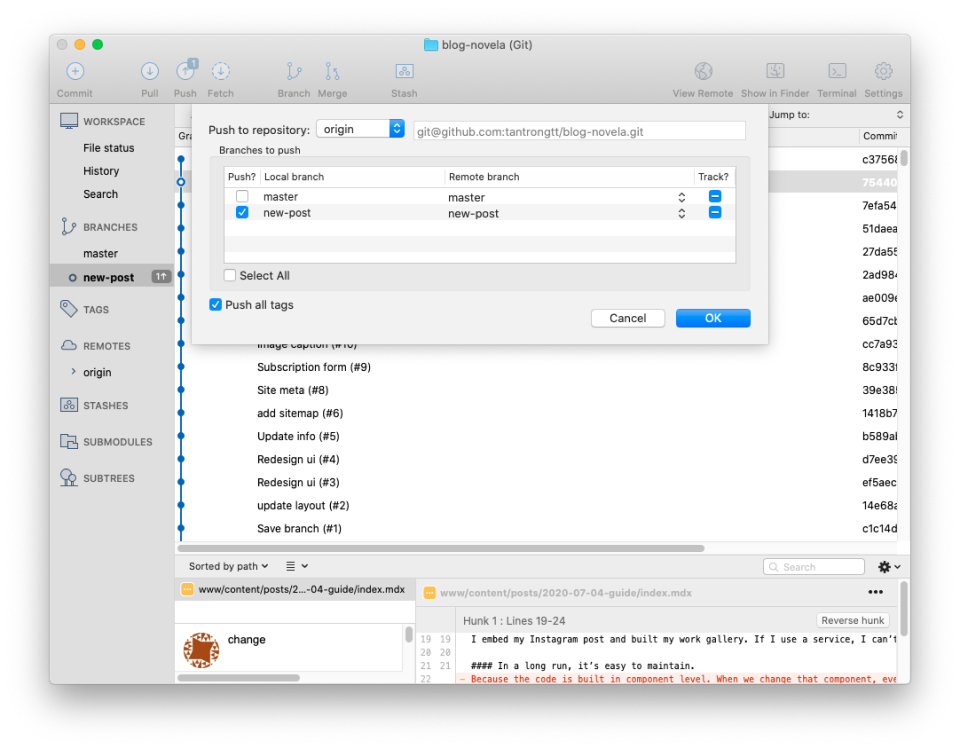 blog-novela (Git)
1
Commit Pull Push Fetch Branch Merge Stash View Remote Show in Finder Terminal Settings
WORKSPACE
File status
History
Search
BRANCHES
master
new-post 1↑
TAGS
REMOTES
origin
STASHES
SUBMODULES
SUBTREES
Push to repository: origin git@github.com:tantrongtt/blog-novela.git
Branches to push
Push? Local branch Remote branch Track?
master master
new-post new-post
Select All
Push all tags
Cancel OK
Jump to:
Gra Commit
c3756
75440
7efa54
51daea
27da55
2ad984
ae009e
65d7cb
Image caption (#10) cc7a93
Subscription form (#9) 8c933f
Site meta (#8) 39e38
add sitemap (#6) 1418b7
Update info (#5) b589a
Redesign ui (#4) d7ee39
Redesign ui (#3) ef5aec
update layout (#2) 14e68a
Save branch (#1) c1c14d
Sorted by path Search
www/content/posts/2...-04-guide/index.mdx
www/content/posts/2020-07-04-guide/index.mdx
change
Hunk 1 : Lines 19-24 Reverse hunk
19 19 I embed my Instagram post and built my work gallery. If I use a service, I can't
20 20
21 21 #### In a long run, it's easy to maintain.
22 - Because the code is built in component level. When we change that component, eve